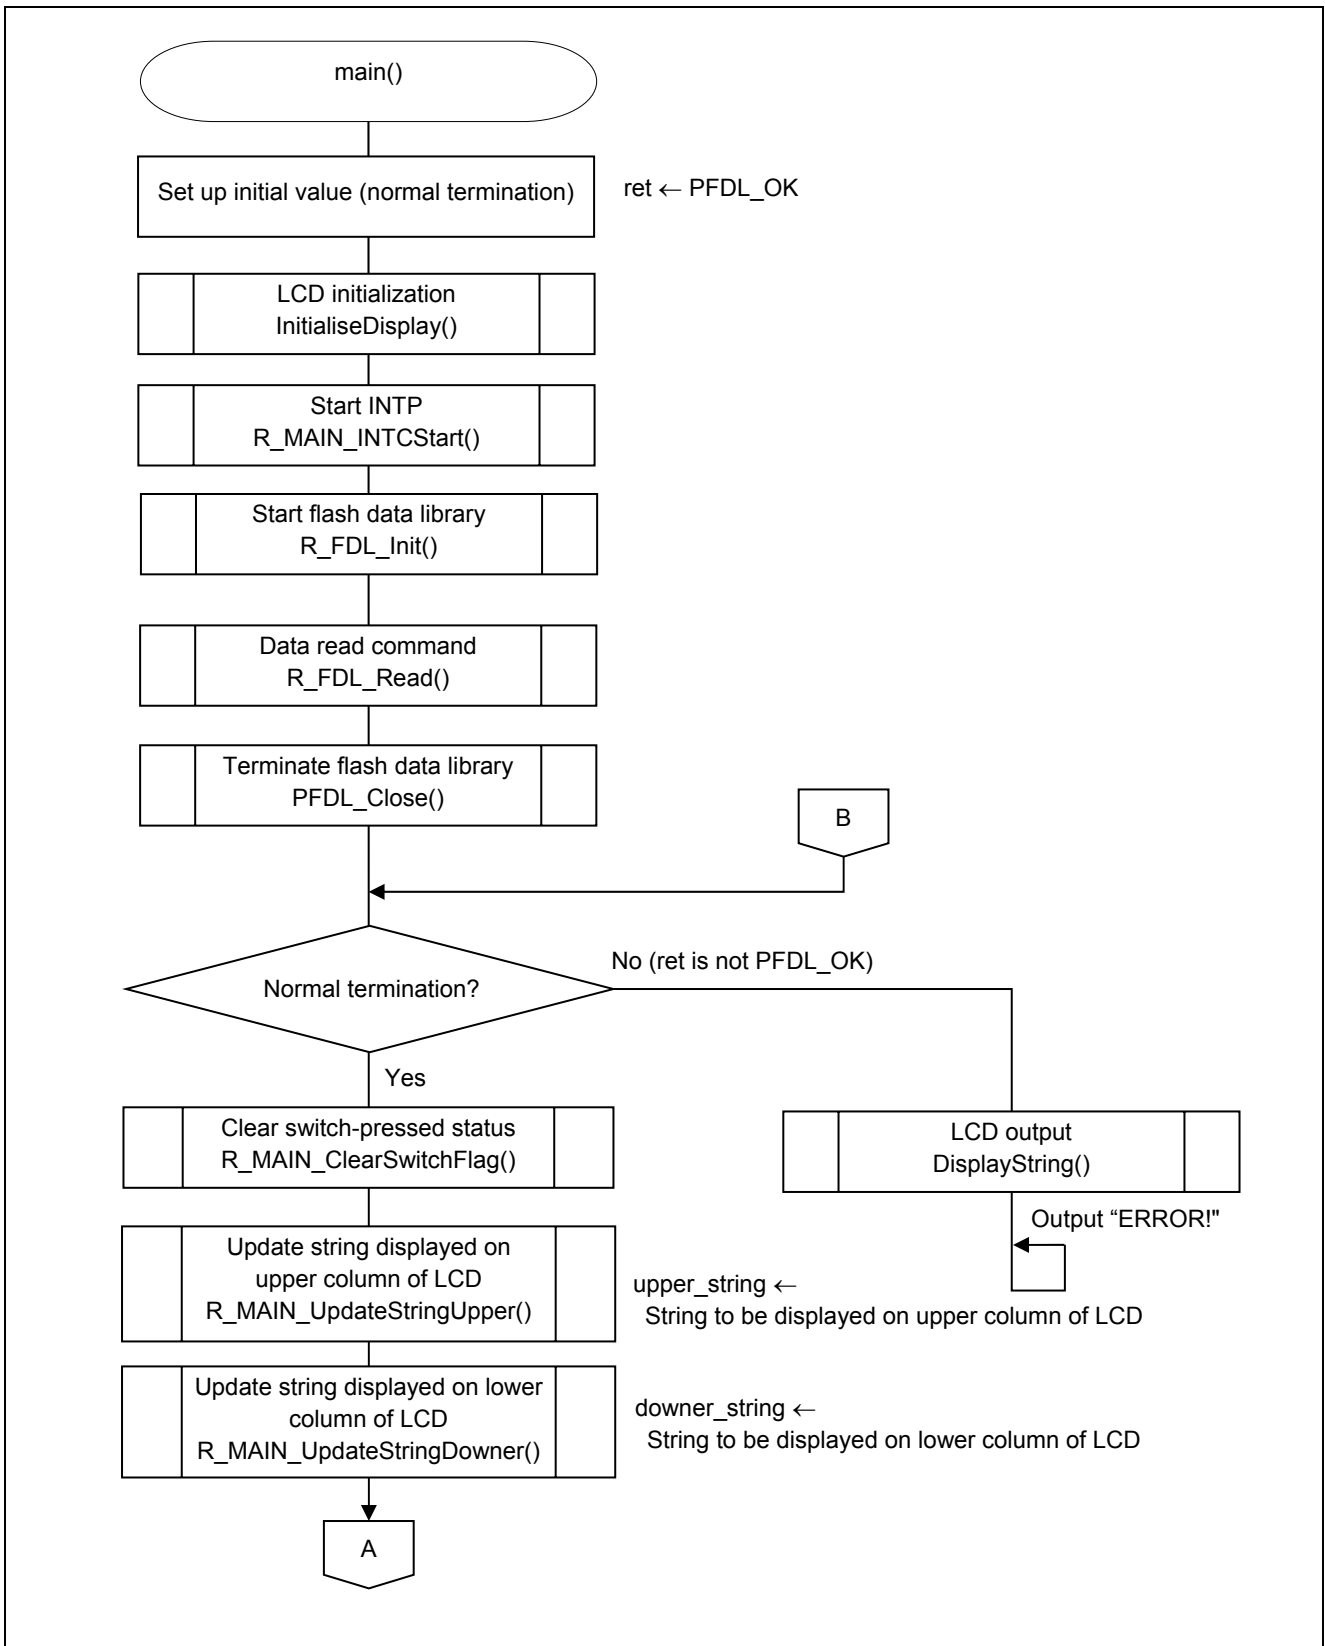 main()
Set up initial value (normal termination)
ret ← PFDL_OK
LCD initialization
InitialiseDisplay()
Start INTP
R_MAIN_INTCStart()
Start flash data library
R_FDL_Init()
Data read command
R_FDL_Read()
Terminate flash data library
PFDL_Close()
B
Normal termination?
No (ret is not PFDL_OK)
Yes
Clear switch-pressed status
R_MAIN_ClearSwitchFlag()
LCD output
DisplayString()
Output “ERROR!"
Update string displayed on
upper column of LCD
R_MAIN_UpdateStringUpper()
upper_string ←
String to be displayed on upper column of LCD
Update string displayed on lower
column of LCD
R_MAIN_UpdateStringDowner()
downer_string ←
String to be displayed on lower column of LCD
A